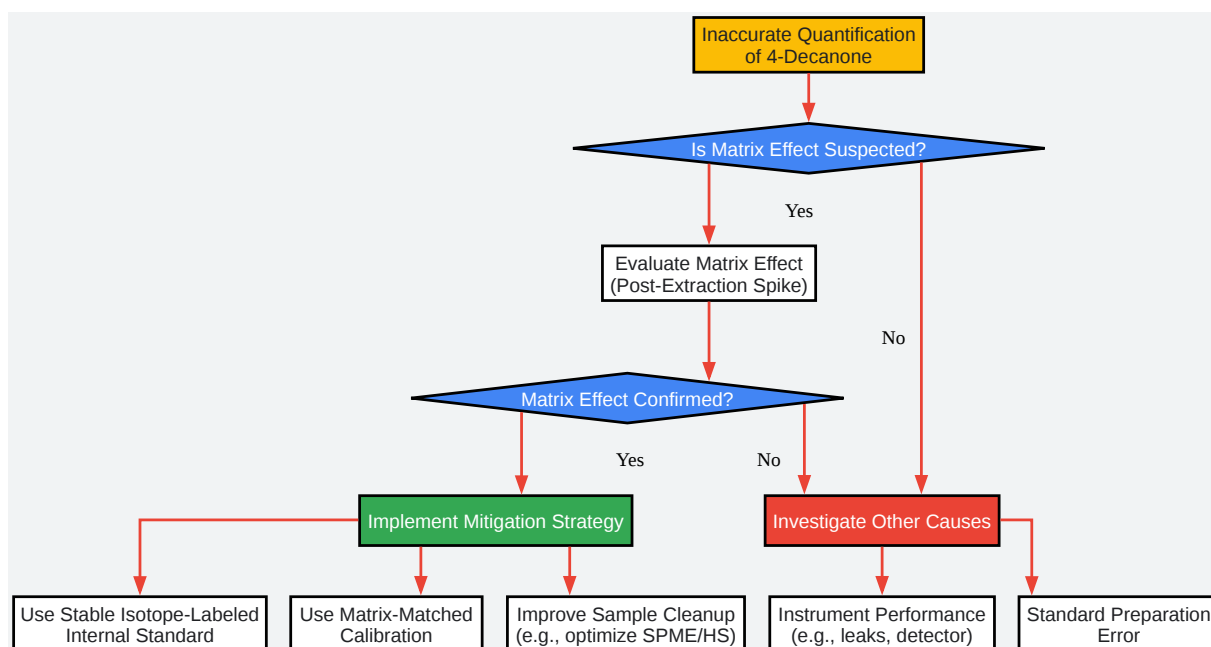 Inaccurate Quantification
of 4-Decanone
Is Matrix Effect Suspected?
Yes
Evaluate Matrix Effect
(Post-Extraction Spike)
No
Matrix Effect Confirmed?
Yes
No
Implement Mitigation Strategy
Investigate Other Causes
Use Stable Isotope-Labeled
Internal Standard
Use Matrix-Matched
Calibration
Improve Sample Cleanup
(e.g., optimize SPME/HS)
Instrument Performance
(e.g., leaks, detector)
Standard Preparation
Error